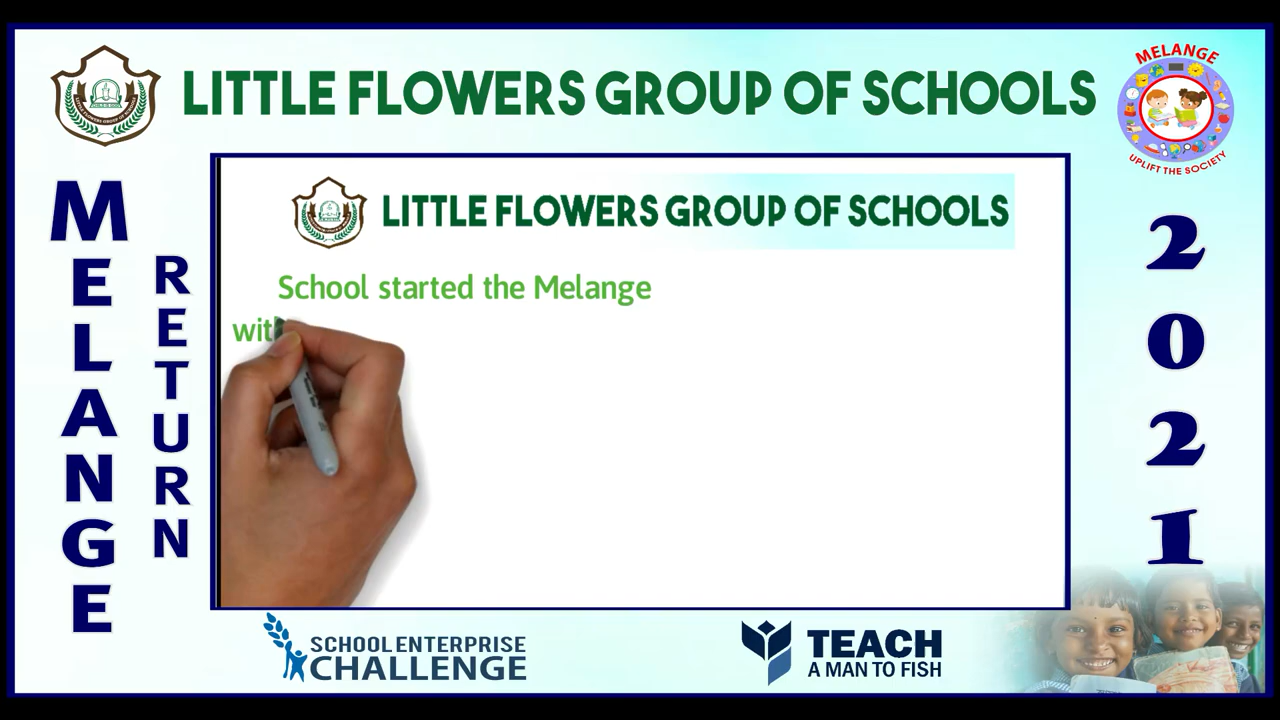 LITTLE FLOWERS GROUP OF SCHOOLS
MELANGE
UPLIFT THE SOCIETY
MELANGE
RETURN
2021
LITTLE FLOWERS GROUP OF SCHOOLS
School started the Melange
wit
SCHOOL ENTERPRISE
CHALLENGE
TEACH
A MAN TO FISH